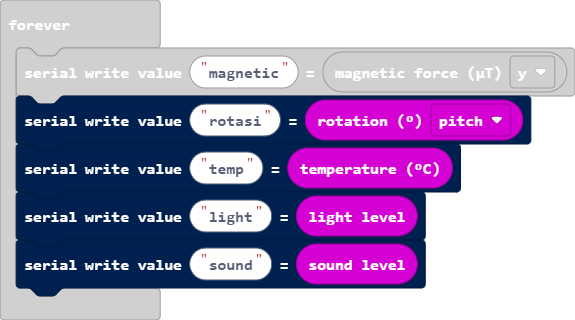 forever
serial write value "magnetic" = magnetic force (µT) y
serial write value "rotasi" = rotation (º) pitch
serial write value "temp" = temperature (ºC)
serial write value "light" = light level
serial write value "sound" = sound level